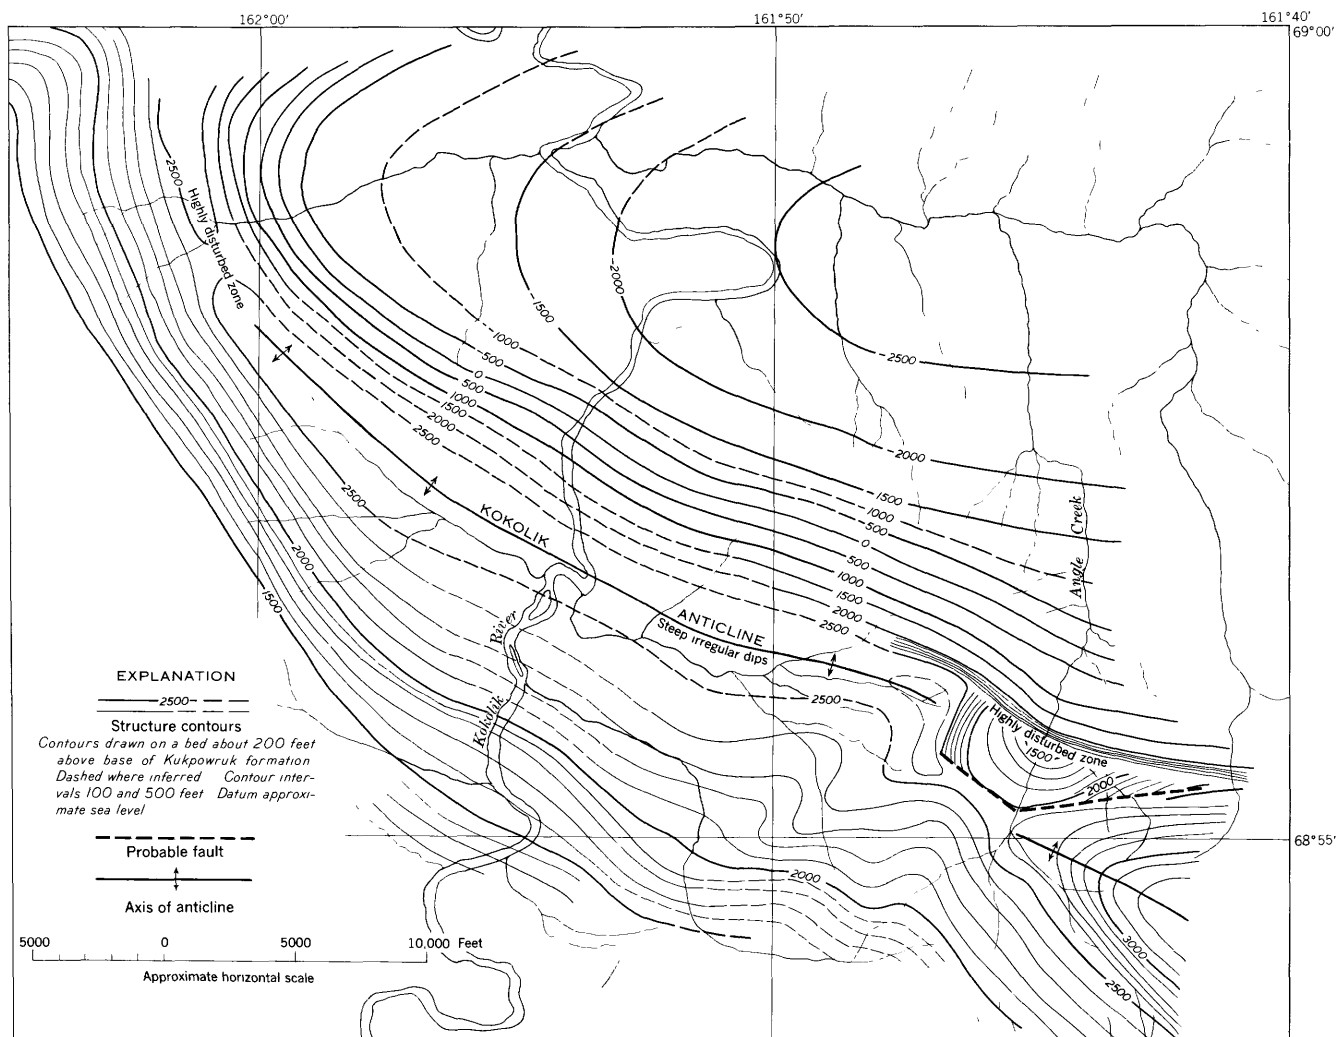 162°00'
161°50'
161°40'
69°00'
2500
Highly disturbed zone
2000
1500
-2500
1000
500
0
500
1000
1500
2000
2500
-2000
2500
KOKOLIK
1500
1000
500
0
500
1000
1500
2000
2500
Angle Creek
2000
1500
ANTICLINE
Steep irregular dips
River
Kokolik
2500
Highly disturbed zone
1500
2000
68°55'
2000
3000
2500
EXPLANATION
2500
Structure contours
Contours drawn on a bed about 200 feet
above base of Kukpowruk formation
Dashed where inferred Contour inter-
vals 100 and 500 feet Datum approxi-
mate sea level
Probable fault
Axis of anticline
5000 0 5000 10,000 Feet
Approximate horizontal scale